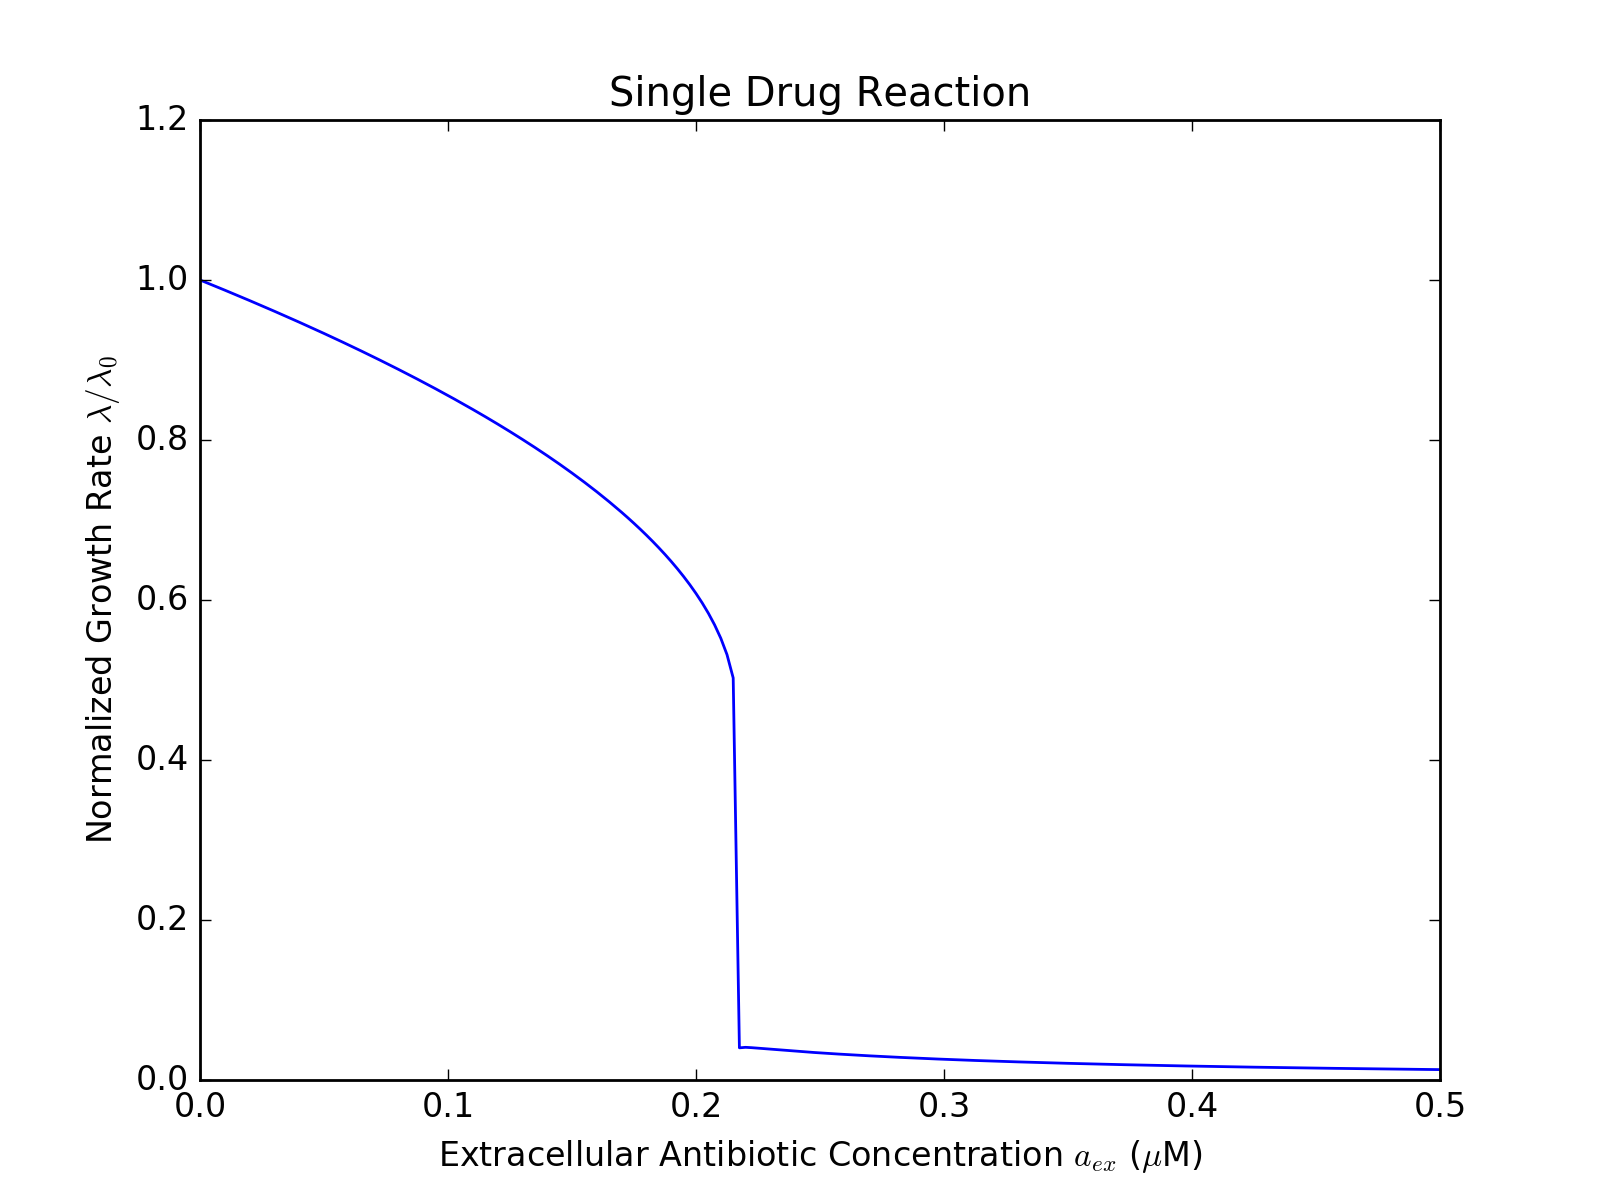 Single Drug Reaction
1.2
1.0
0.8
0.6
0.4
0.2
0.0
Normalized Growth Rate λ/λ₀
0.0 0.1 0.2 0.3 0.4 0.5
Extracellular Antibiotic Concentration aₑₓ (μM)